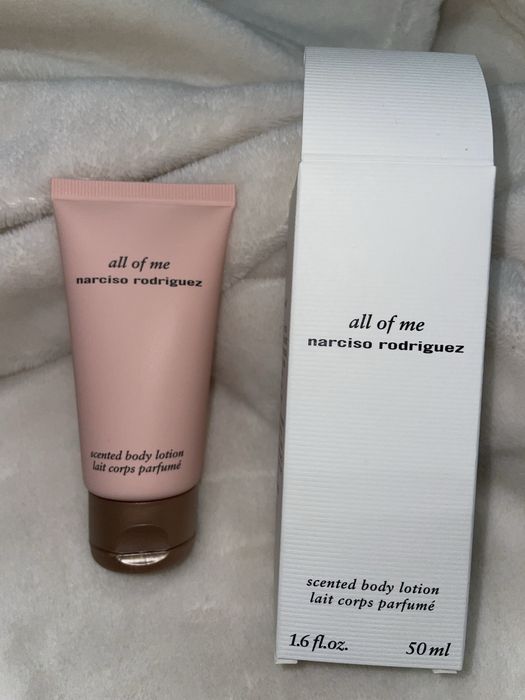 all of me
narciso rodriguez
scented body lotion
lait corps parfumé
all of me
narciso rodriguez
scented body lotion
lait corps parfumé
1.6 fl.oz. 50 ml